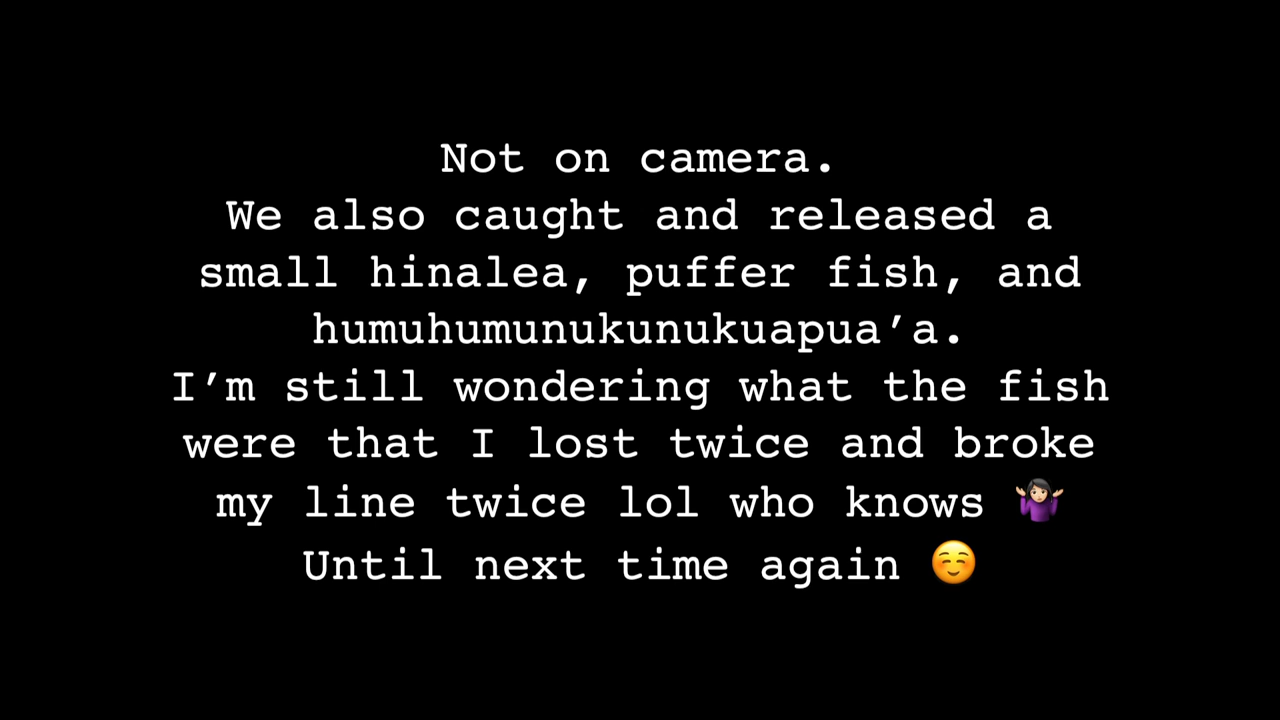 Not on camera.
We also caught and released a
small hinalea, puffer fish, and
humuhumunukunukuapua’a.
I’m still wondering what the fish
were that I lost twice and broke
my line twice lol who knows 🤷🏻‍♀️
Until next time again ☺️